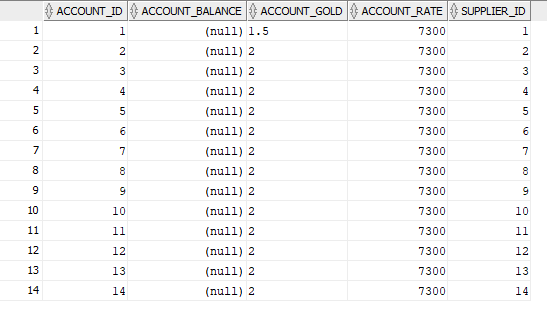 ACCOUNT_ID ACCOUNT_BALANCE ACCOUNT_GOLD ACCOUNT_RATE SUPPLIER_ID
1 1 (null) 1.5 7300 1
2 2 (null) 2 7300 2
3 3 (null) 2 7300 3
4 4 (null) 2 7300 4
5 5 (null) 2 7300 5
6 6 (null) 2 7300 6
7 7 (null) 2 7300 7
8 8 (null) 2 7300 8
9 9 (null) 2 7300 9
10 10 (null) 2 7300 10
11 11 (null) 2 7300 11
12 12 (null) 2 7300 12
13 13 (null) 2 7300 13
14 14 (null) 2 7300 14